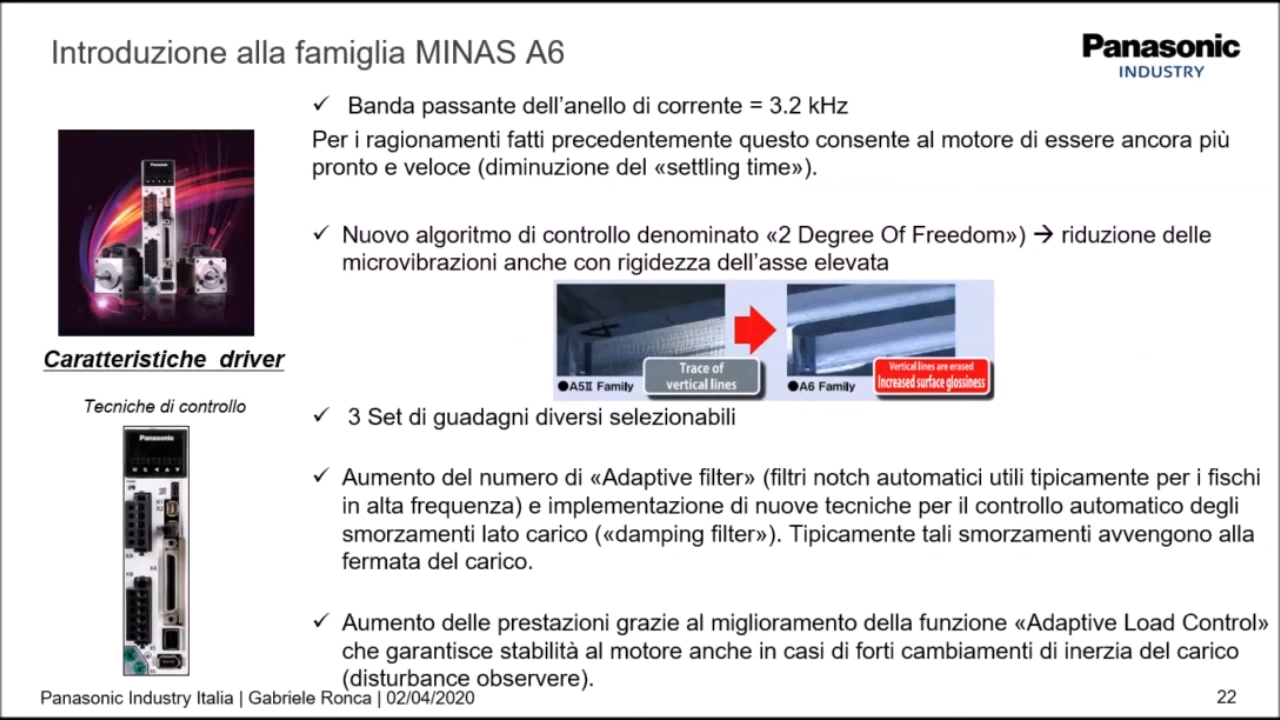 Introduzione alla famiglia MINAS A6
Panasonic
INDUSTRY
✓ Banda passante dell’anello di corrente = 3.2 kHz
Per i ragionamenti fatti precedentemente questo consente al motore di essere ancora più
pronto e veloce (diminuzione del «settling time»).
✓ Nuovo algoritmo di controllo denominato «2 Degree Of Freedom») → riduzione delle
microvibrazioni anche con rigidezza dell’asse elevata
Trace of
vertical lines
●A5II Family
Vertical lines are erased
Increased surface glossiness
●A6 Family
Caratteristiche driver
Tecniche di controllo
Panasonic
✓ 3 Set di guadagni diversi selezionabili
✓ Aumento del numero di «Adaptive filter» (filtri notch automatici utili tipicamente per i fischi
in alta frequenza) e implementazione di nuove tecniche per il controllo automatico degli
smorzamenti lato carico («damping filter»). Tipicamente tali smorzamenti avvengono alla
fermata del carico.
✓ Aumento delle prestazioni grazie al miglioramento della funzione «Adaptive Load Control»
che garantisce stabilità al motore anche in casi di forti cambiamenti di inerzia del carico
(disturbance observere).
Panasonic Industry Italia | Gabriele Ronca | 02/04/2020
22